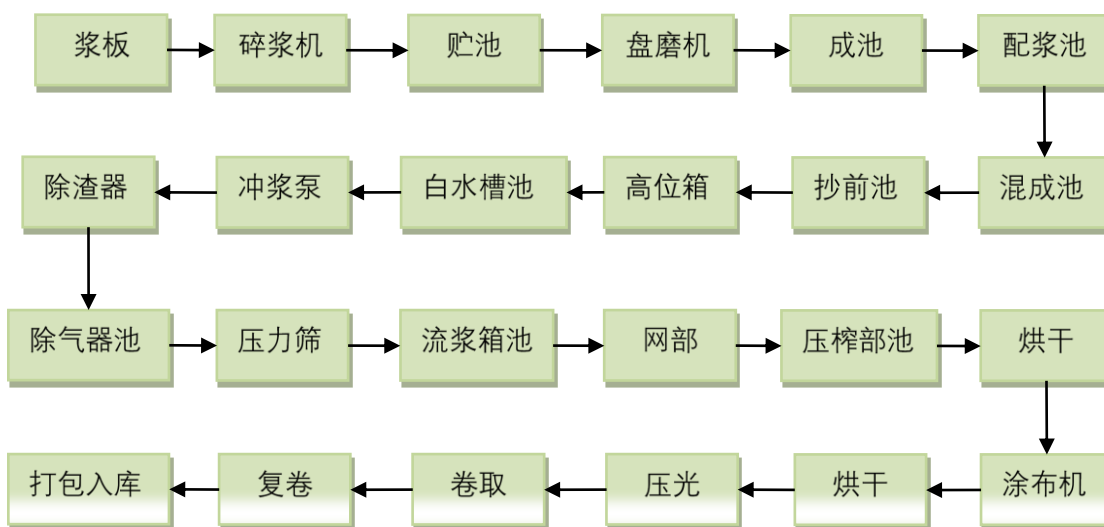 浆板
碎浆机
贮池
盘磨机
成池
配浆池
混成池
抄前池
高位箱
白水槽池
冲浆泵
除渣器
除气器池
压力筛
流浆箱池
网部
压榨部池
烘干
涂布机
烘干
压光
卷取
复卷
打包入库